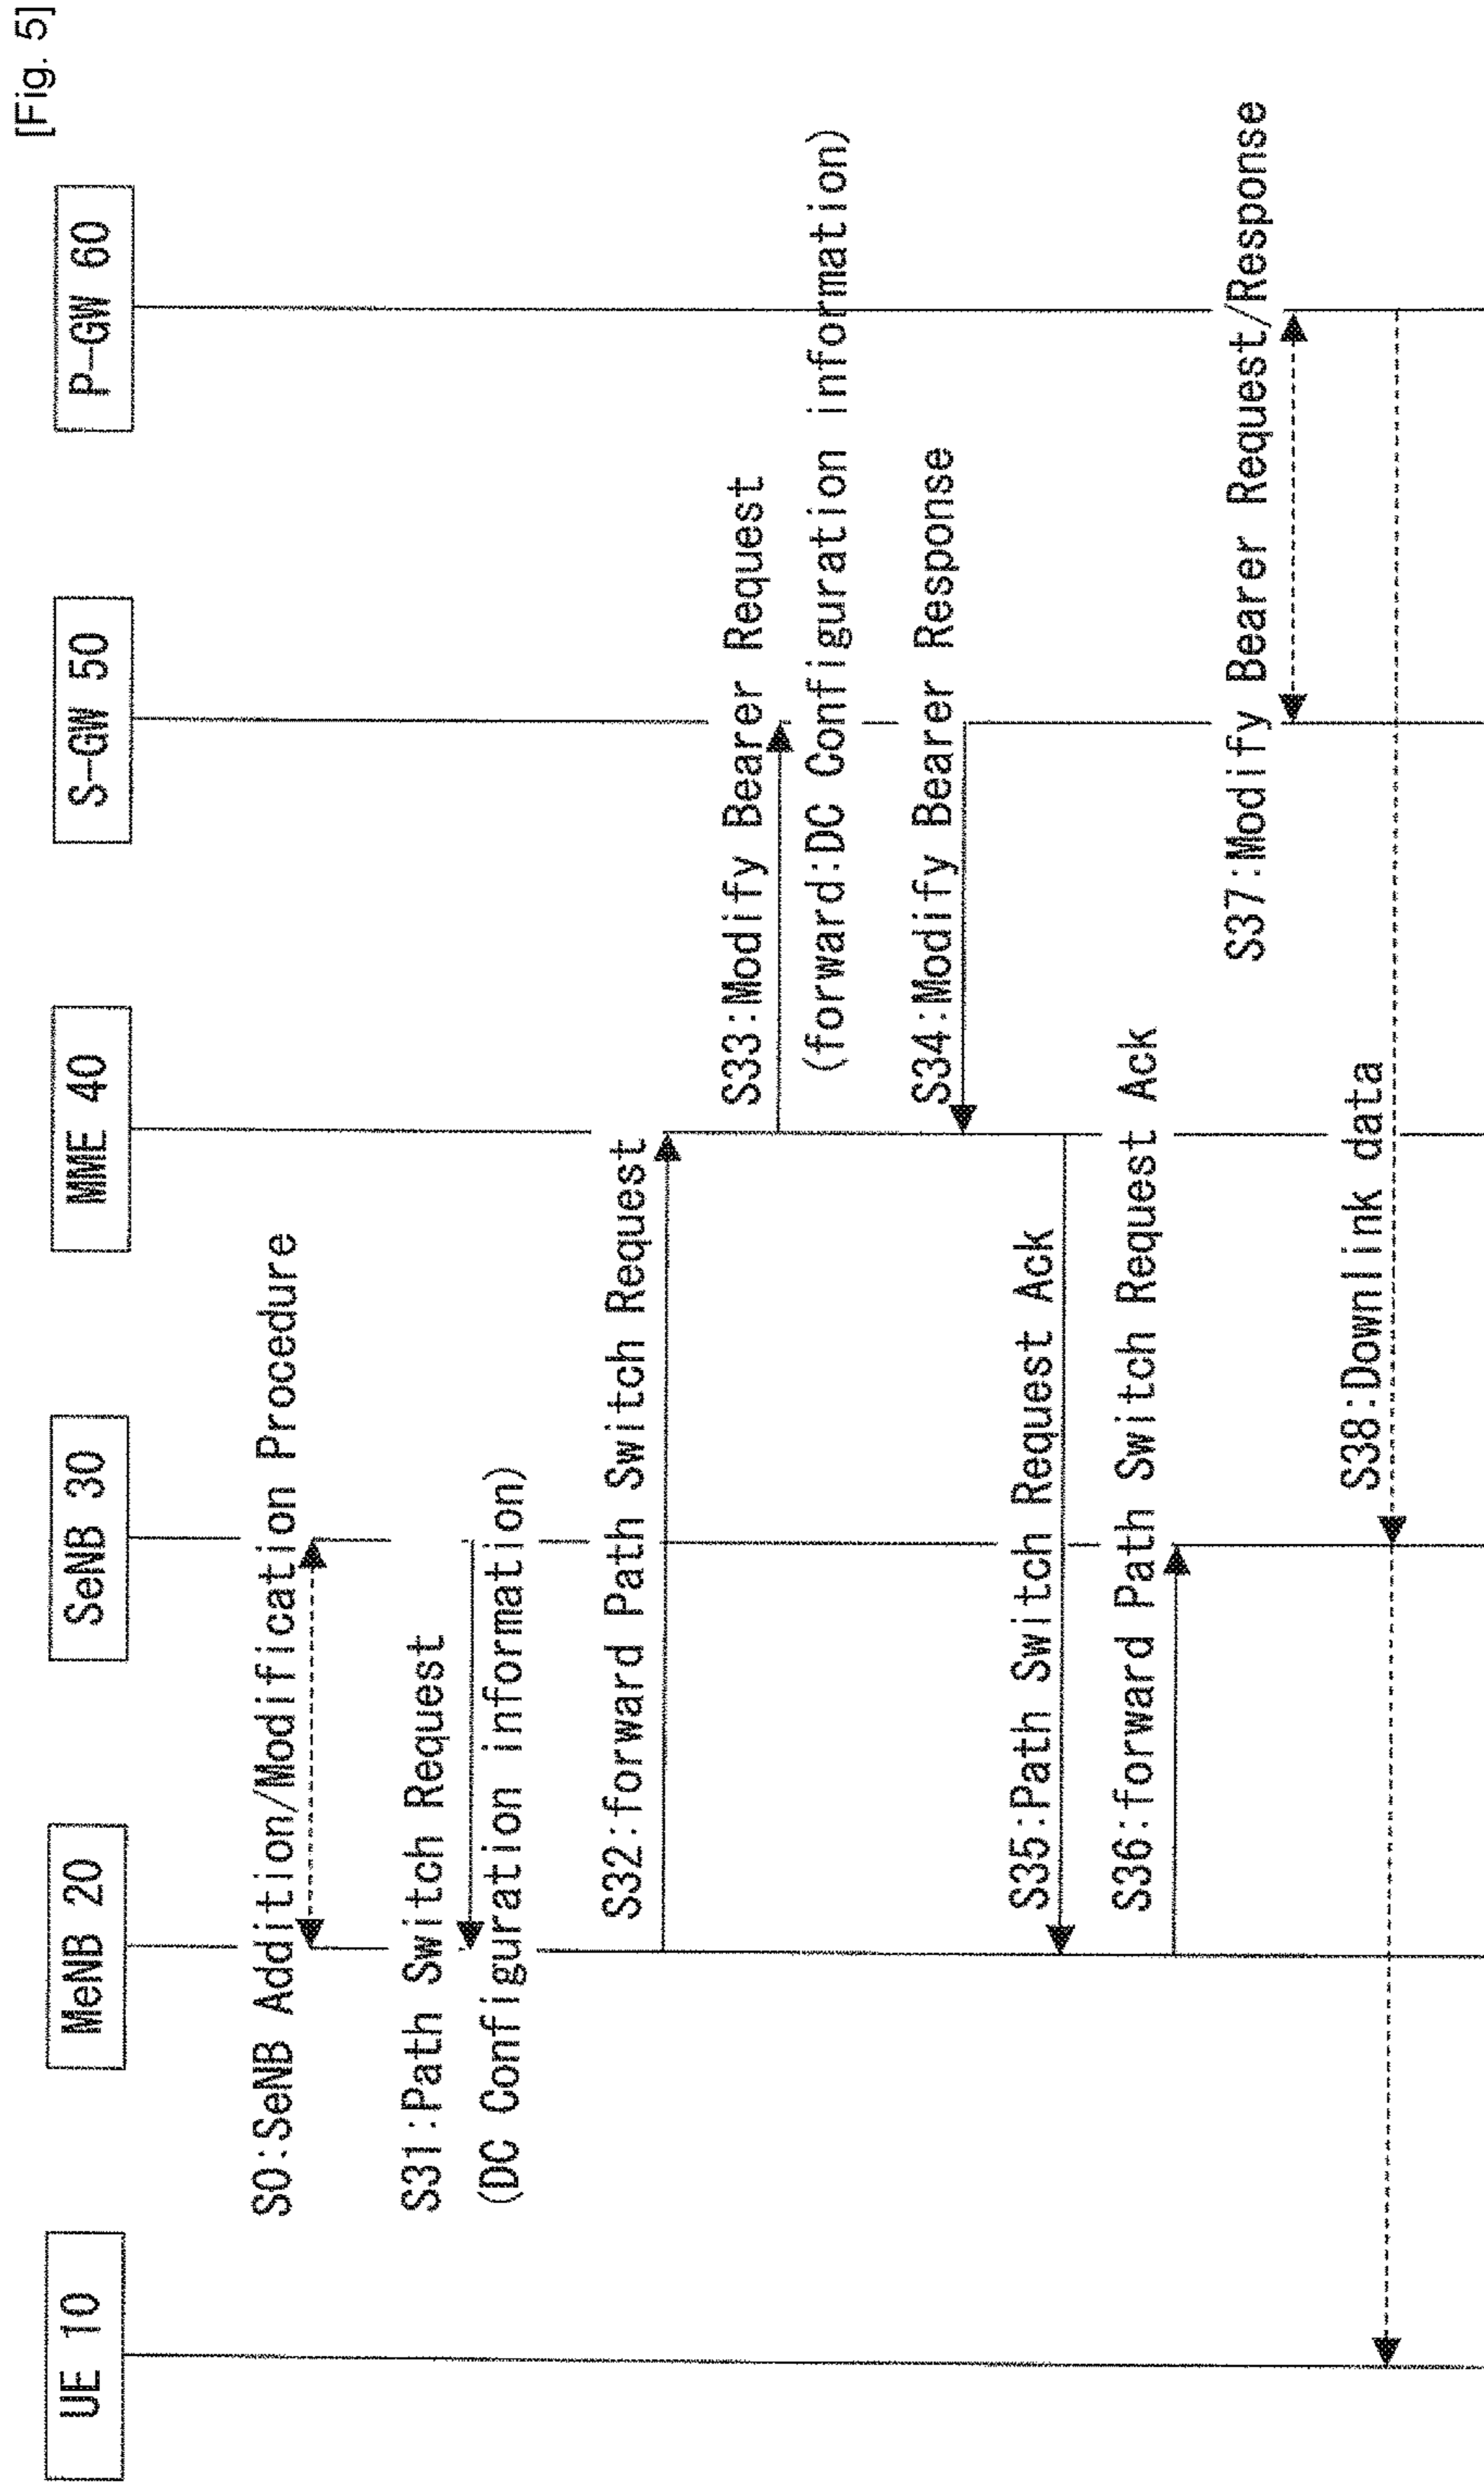 [Fig. 5]
UE 10
MeNB 20
SeNB 30
MME 40
S-GW 50
P-GW 60
S0:SeNB Addition/Modification Procedure
S31:Path Switch Request
(DC Configuration information)
S32:forward Path Switch Request
S33:Modify Bearer Request
(forward:DC Configuration information)
S34:Modify Bearer Response
S35:Path Switch Request Ack
S36:forward Path Switch Request Ack
S37:Modify Bearer Request/Response
S38:Downlink data